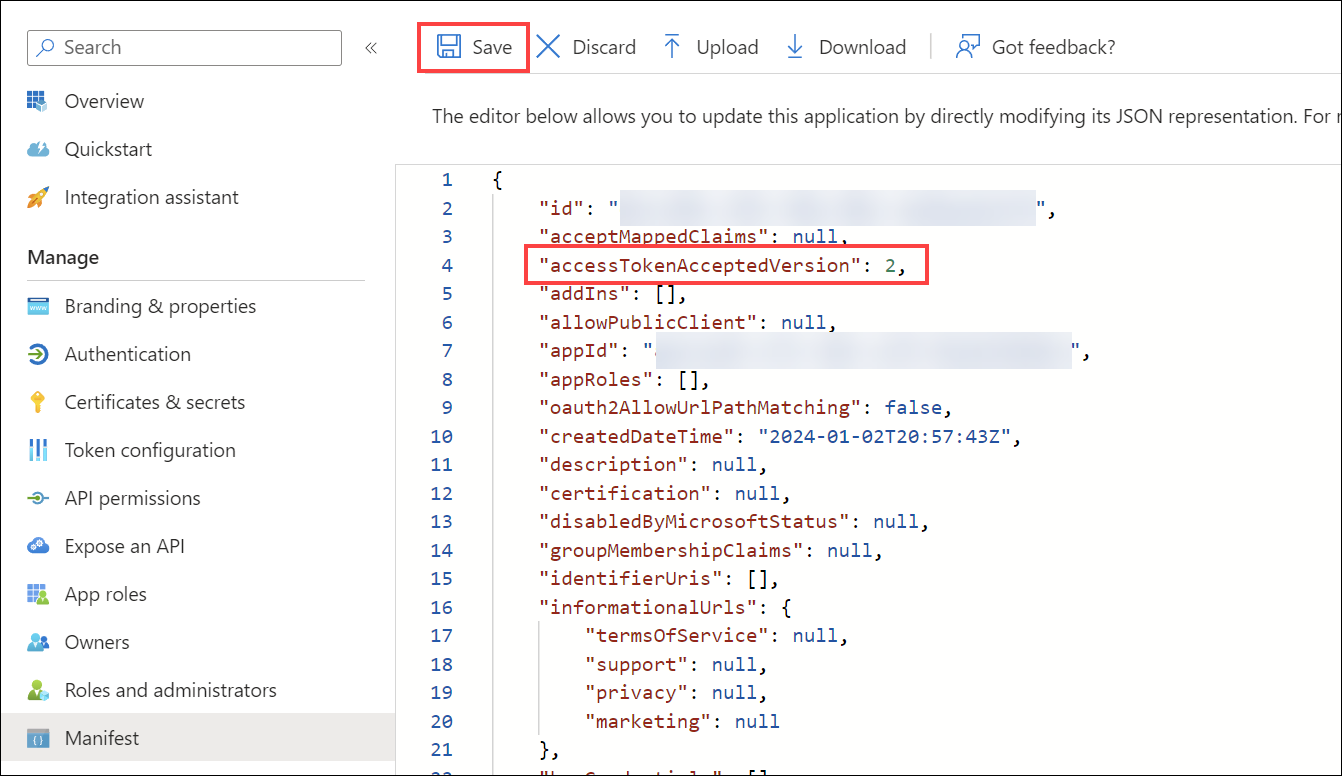 Search
«
Save
Discard
Upload
Download
Got feedback?
Overview
Quickstart
Integration assistant
Manage
Branding & properties
Authentication
Certificates & secrets
Token configuration
API permissions
Expose an API
App roles
Owners
Roles and administrators
Manifest
The editor below allows you to update this application by directly modifying its JSON representation. For
1 {
2 "id": "",
3 "acceptMappedClaims": null,
4 "accessTokenAcceptedVersion": 2,
5 "addIns": [],
6 "allowPublicClient": null,
7 "appId": "",
8 "appRoles": [],
9 "oauth2AllowUrlPathMatching": false,
10 "createdDateTime": "2024-01-02T20:57:43Z",
11 "description": null,
12 "certification": null,
13 "disabledByMicrosoftStatus": null,
14 "groupMembershipClaims": null,
15 "identifierUris": [],
16 "informationalUrls": {
17 "termsOfService": null,
18 "support": null,
19 "privacy": null,
20 "marketing": null
21 },